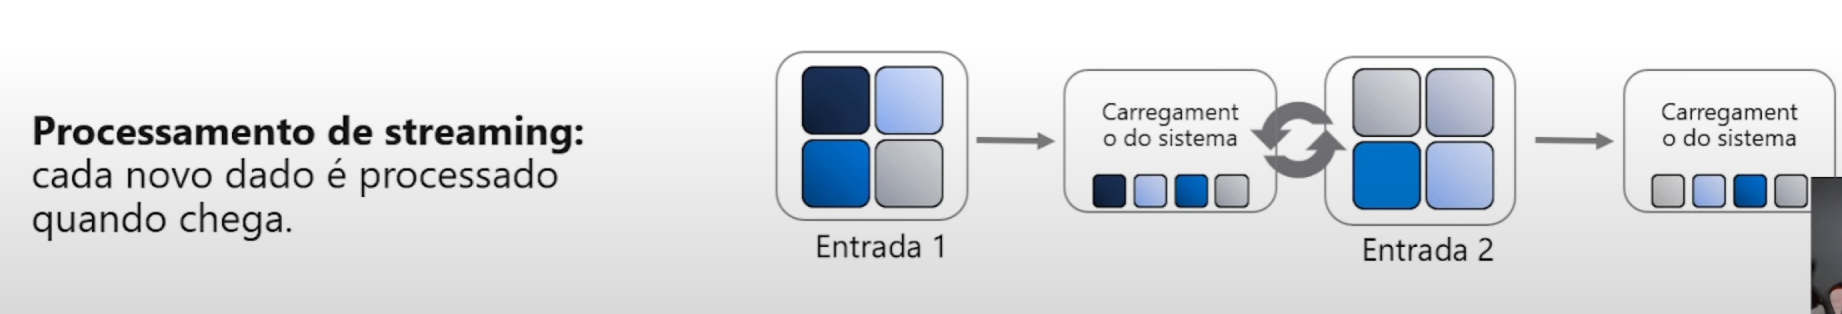 Processamento de streaming:
cada novo dado é processado
quando chega.
Entrada 1
Carregament
o do sistema
Entrada 2
Carregament
o do sistema